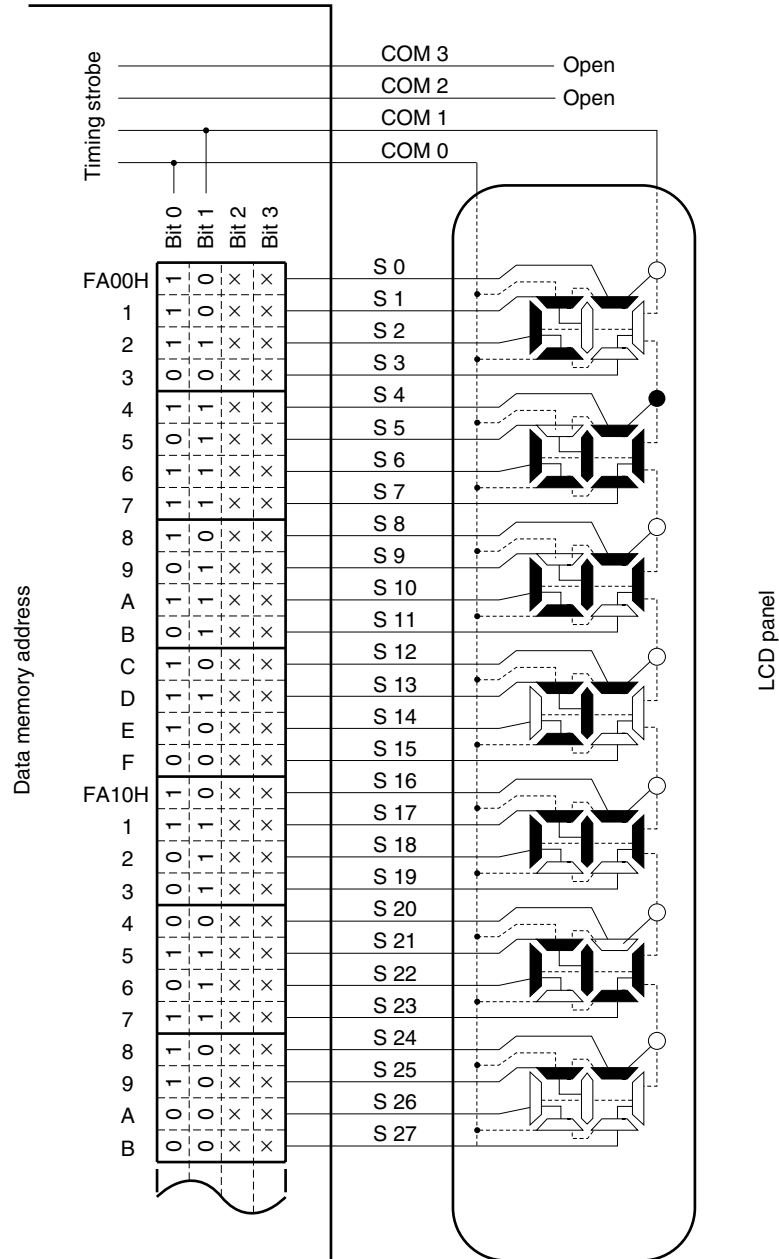 Timing strobe
COM 3
Open
COM 2
Open
COM 1
COM 0
Bit 0
Bit 1
Bit 2
Bit 3
Data memory address
LCD panel
FA00H 1 0 × × S 0
1 1 0 × × S 1
2 1 1 × × S 2
3 0 0 × × S 3
4 1 1 × × S 4
5 0 1 × × S 5
6 1 1 × × S 6
7 1 1 × × S 7
8 1 0 × × S 8
9 0 1 × × S 9
A 1 1 × × S 10
B 0 1 × × S 11
C 1 0 × × S 12
D 1 1 × × S 13
E 1 0 × × S 14
F 0 0 × × S 15
FA10H 1 0 × × S 16
1 1 1 × × S 17
2 0 1 × × S 18
3 0 1 × × S 19
4 0 0 × × S 20
5 1 1 × × S 21
6 0 1 × × S 22
7 1 1 × × S 23
8 1 0 × × S 24
9 1 0 × × S 25
A 0 0 × × S 26
B 0 0 × × S 27